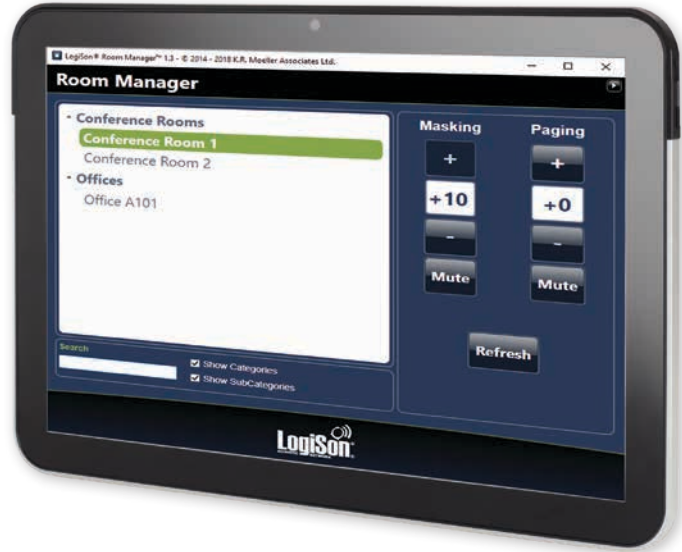 LogiSon® Room Manager™ 1.3 - © 2014 - 2018 K.R. Moeller Associates Ltd.
Room Manager
Conference Rooms
Conference Room 1
Conference Room 2
Offices
Office A101
Masking
Paging
+
+
+10
+0
-
-
Mute
Mute
Refresh
Search
Show Categories
Show SubCategories
LogiSon®